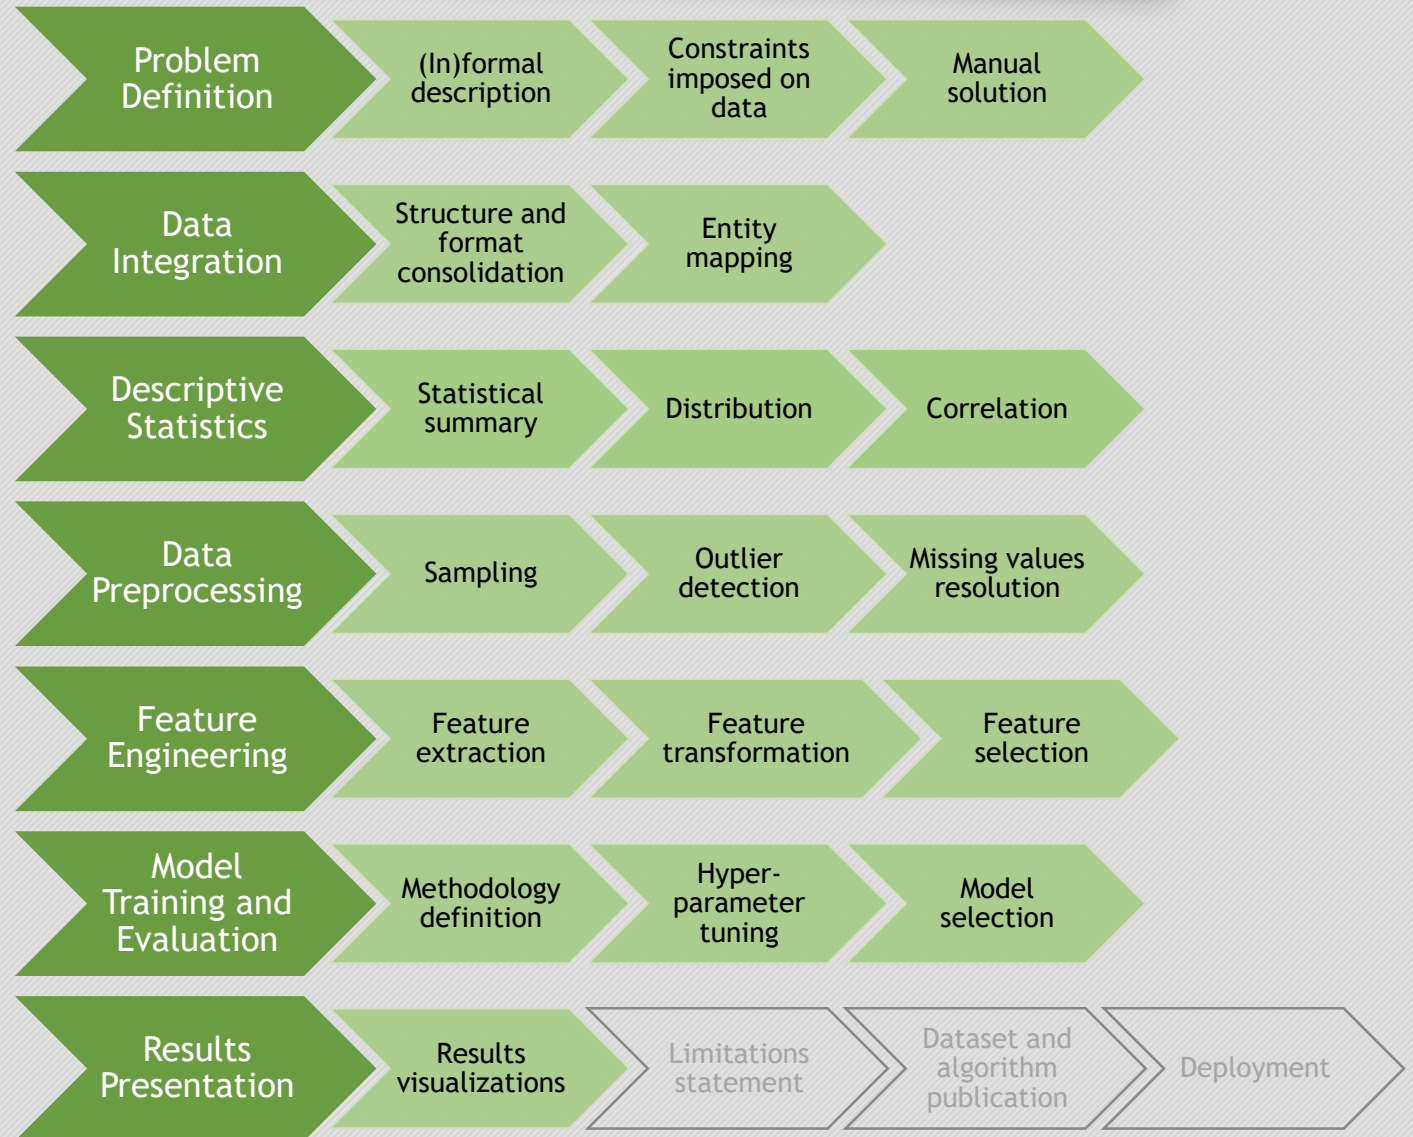 Problem
Definition
(In)formal
description
Constraints
imposed on
data
Manual
solution
Data
Integration
Structure and
format
consolidation
Entity
mapping
Descriptive
Statistics
Statistical
summary
Distribution
Correlation
Data
Preprocessing
Sampling
Outlier
detection
Missing values
resolution
Feature
Engineering
Feature
extraction
Feature
transformation
Feature
selection
Model
Training and
Evaluation
Methodology
definition
Hyper-
parameter
tuning
Model
selection
Results
Presentation
Results
visualizations
Limitations
statement
Dataset and
algorithm
publication
Deployment